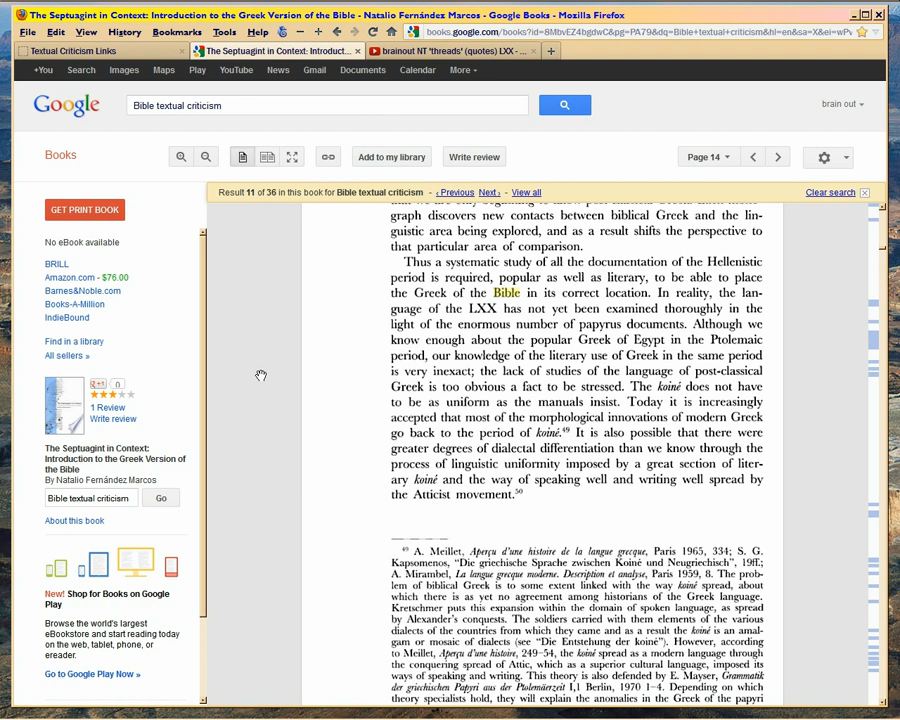 The Septuagint in Context: Introduction to the Greek Version of the Bible - Natalio Fernández Marcos - Google Books - Mozilla Firefox
File Edit View History Bookmarks Tools Help books.google.com/books?id=8MbvEZ4bgdwC&pg=PA79&dq=Bible+textual+criticism&hl=en&sa=X&ei=wPv
Textual Criticism Links The Septuagint in Context: Introduct... × brainout NT 'threads' (quotes) LXX - ... ×
+You Search Images Maps Play YouTube News Gmail Documents Calendar More
Google Bible textual criticism brain out
Books Add to my library Write review Page 14
Result 11 of 36 in this book for Bible textual criticism - ‹ Previous Next › - View all Clear search
GET PRINT BOOK
No eBook available
BRILL
Amazon.com - $76.00
Barnes&Noble.com
Books-A-Million
IndieBound
Find in a library
All sellers »
+1 0
1 Review
Write review
The Septuagint in Context:
Introduction to the Greek Version of
the Bible
By Natalio Fernández Marcos
Bible textual criticism Go
About this book
New! Shop for Books on Google
Play
Browse the world's largest
eBookstore and start reading today
on the web, tablet, phone, or
ereader.
Go to Google Play Now »
graph discovers new contacts between biblical Greek and the lin-
guistic area being explored, and as a result shifts the perspective to
that particular area of comparison.
Thus a systematic study of all the documentation of the Hellenistic
period is required, popular as well as literary, to be able to place
the Greek of the Bible in its correct location. In reality, the lan-
guage of the LXX has not yet been examined thoroughly in the
light of the enormous number of papyrus documents. Although we
know enough about the popular Greek of Egypt in the Ptolemaic
period, our knowledge of the literary use of Greek in the same period
is very inexact; the lack of studies of the language of post-classical
Greek is too obvious a fact to be stressed. The koiné does not have
to be as uniform as the manuals insist. Today it is increasingly
accepted that most of the morphological innovations of modern Greek
go back to the period of koiné.⁴⁹ It is also possible that there were
greater degrees of dialectal differentiation than we know through the
process of linguistic uniformity imposed by a great section of liter-
ary koiné and the way of speaking well and writing well spread by
the Atticist movement.⁵⁰
⁴⁹ A. Meillet, Aperçu d'une histoire de la langue grecque, Paris 1965, 334; S. G.
Kapsomenos, "Die griechische Sprache zwischen Koiné und Neugriechisch", 19ff.;
A. Mirambel, La langue grecque moderne. Description et analyse, Paris 1959, 8. The prob-
lem of biblical Greek is to some extent linked with the way koiné spread, about
which there is as yet no agreement among historians of the Greek language.
Kretschmer puts this expansion within the domain of spoken language, as spread
by Alexander's conquests. The soldiers carried with them elements of the various
dialects of the countries from which they came and as a result the koiné is an amal-
gam or mosaic of dialects (see "Die Entstehung der koiné"). However, according
to Meillet, Aperçu d'une histoire, 249–54, the koiné spread as a modern language through
the conquering spread of Attic, which as a superior cultural language, imposed its
ways of speaking and writing. This theory is also defended by E. Mayser, Grammatik
der griechischen Papyri aus der Ptolemäerzeit I,1 Berlin, 1970 1–4. Depending on which
theory specialists hold, they will explain the anomalies in the Greek of the papyri